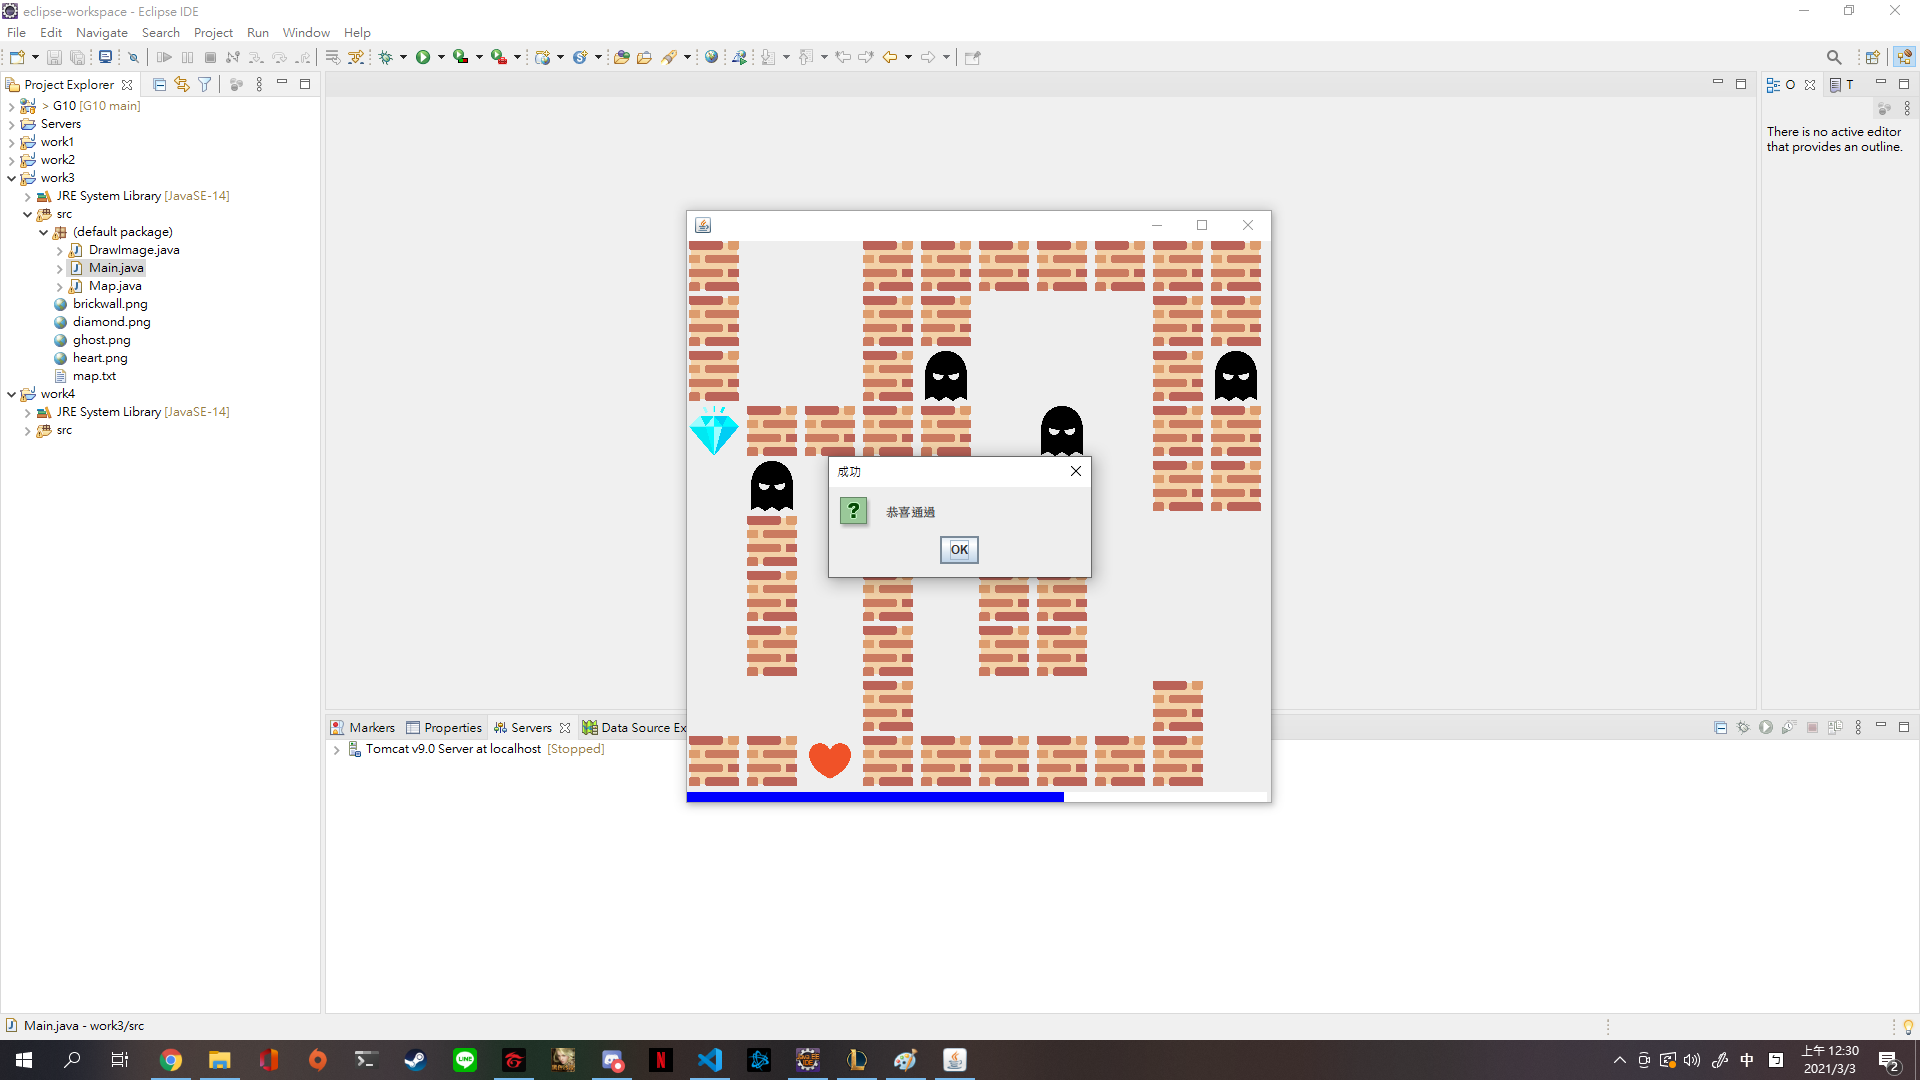 eclipse-workspace - Eclipse IDE
File Edit Navigate Search Project Run Window Help
Project Explorer
> G10 [G10 main]
Servers
work1
work2
work3
JRE System Library [JavaSE-14]
src
(default package)
DrawImage.java
Main.java
Map.java
brickwall.png
diamond.png
ghost.png
heart.png
map.txt
work4
JRE System Library [JavaSE-14]
src
O
T
There is no active editor
that provides an outline.
成功
?
恭喜通過
OK
Markers Properties Servers Data Source Ex
Tomcat v9.0 Server at localhost [Stopped]
Main.java - work3/src
LINE
N
中
上午 12:30
2021/3/3
2